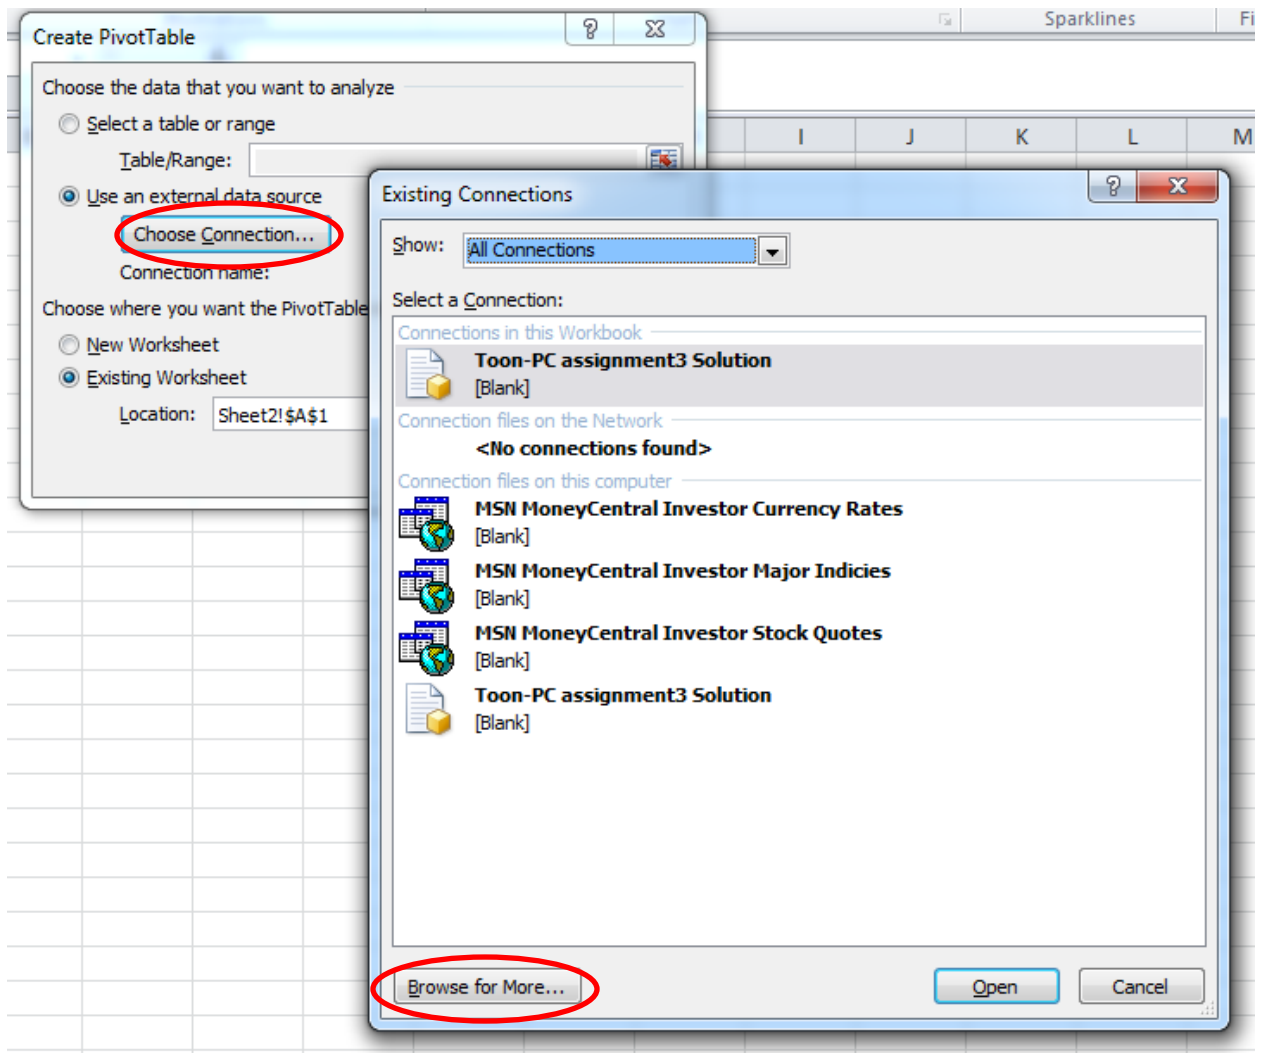 Sparklines
Fi
Create PivotTable
Choose the data that you want to analyze
Select a table or range
Table/Range:
Use an external data source
Choose Connection...
Connection name:
Choose where you want the PivotTable
New Worksheet
Existing Worksheet
Location: Sheet2!$A$1
I J K L M
Existing Connections
Show: All Connections
Select a Connection:
Connections in this Workbook
Toon-PC assignment3 Solution
[Blank]
Connection files on the Network
<No connections found>
Connection files on this computer
MSN MoneyCentral Investor Currency Rates
[Blank]
MSN MoneyCentral Investor Major Indicies
[Blank]
MSN MoneyCentral Investor Stock Quotes
[Blank]
Toon-PC assignment3 Solution
[Blank]
Browse for More...
Open
Cancel